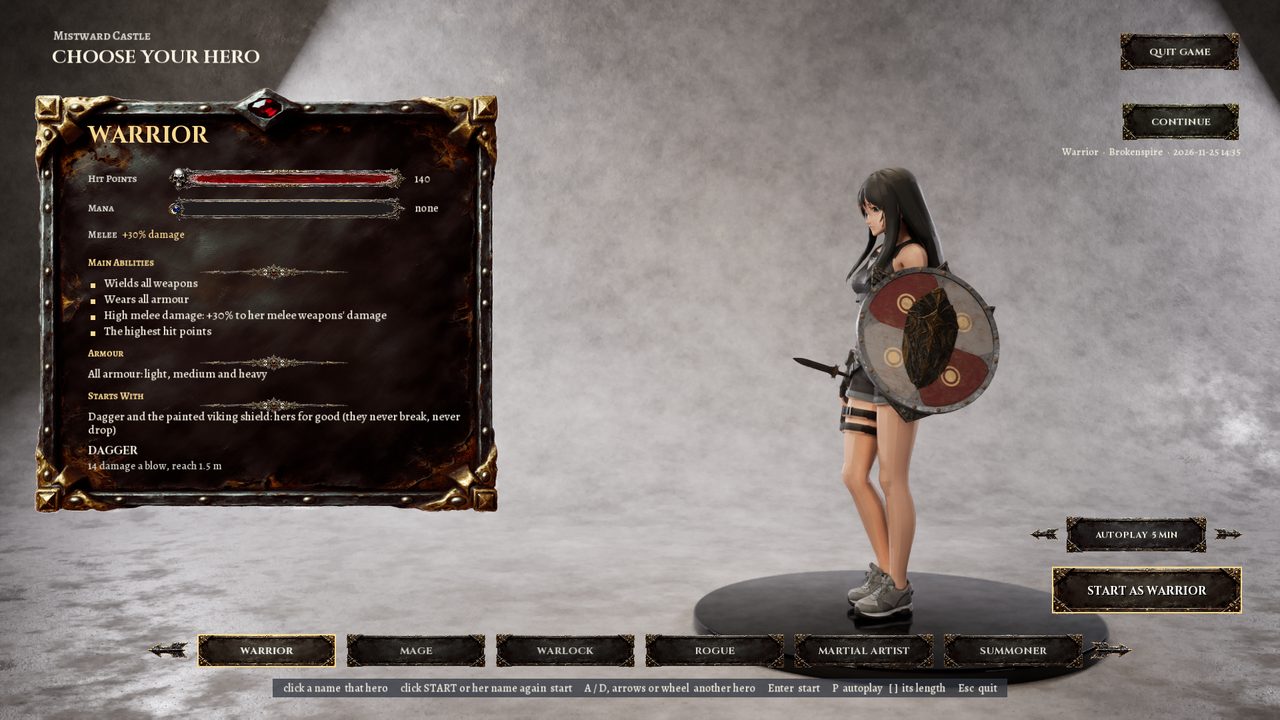 Mistward Castle
CHOOSE YOUR HERO
QUIT GAME
CONTINUE
Warrior · Brokenspire · 2026-11-25 14:35
WARRIOR
Hit Points 140
Mana none
Melee +30% damage
Main Abilities
Wields all weapons
Wears all armour
High melee damage: +30% to her melee weapons' damage
The highest hit points
Armour
All armour: light, medium and heavy
Starts With
Dagger and the painted viking shield: hers for good (they never break, never
drop)
DAGGER
14 damage a blow, reach 1.5 m
AUTOPLAY 5 MIN
START AS WARRIOR
WARRIOR MAGE WARLOCK ROGUE MARTIAL ARTIST SUMMONER
click a name that hero click START or her name again start A / D, arrows or wheel another hero Enter start P autoplay [ ] its length Esc quit